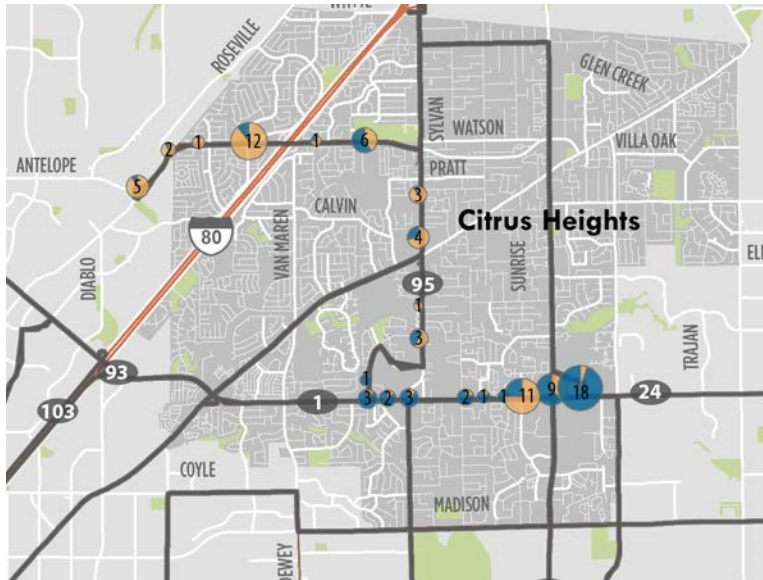 ROSEVILLE
GLEN CREEK
SYLVAN
WATSON
VILLA OAK
1
12
1
6
2
ANTELOPE
5
PRATT
3
CALVIN
Citrus Heights
4
80
VAN MAREN
SUNRISE
DIABLO
95
1
TRAJAN
3
93
1
3
2
3
2
1
1
11
9
18
24
1
103
COYLE
MADISON
DEWEY